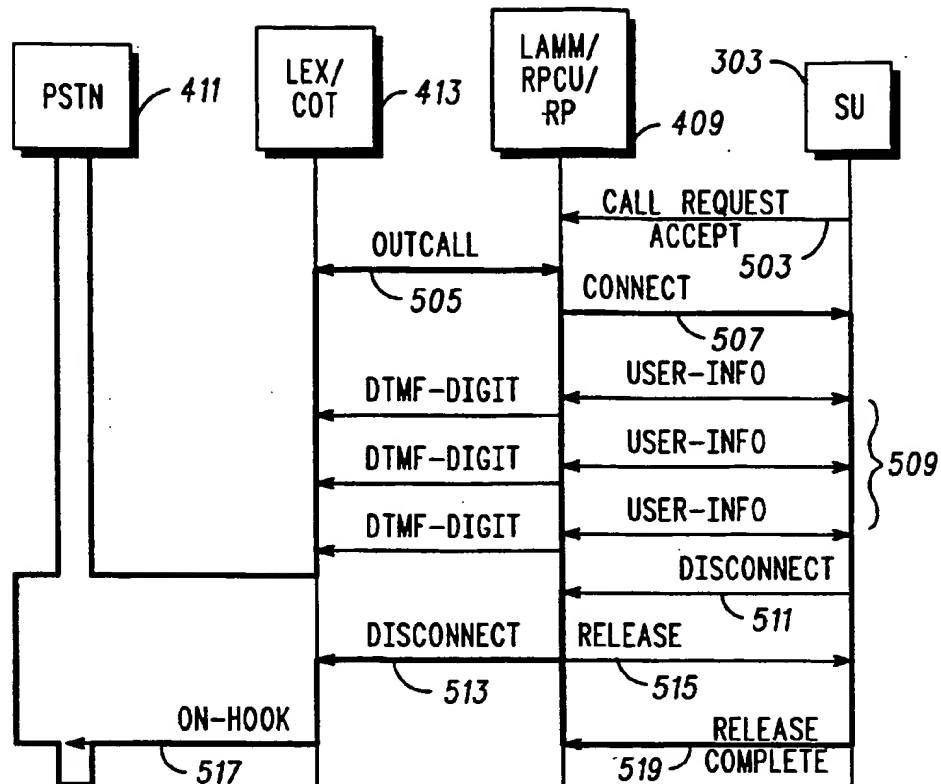 PSTN
411
LEX/
COT
413
LAMM/
RPCU/
RP
409
303
SU
CALL REQUEST
ACCEPT
503
OUTCALL
505
CONNECT
507
USER-INFO
DTMF-DIGIT
USER-INFO
DTMF-DIGIT
509
USER-INFO
DTMF-DIGIT
DISCONNECT
511
DISCONNECT
RELEASE
513
515
ON-HOOK
517
RELEASE
COMPLETE
519